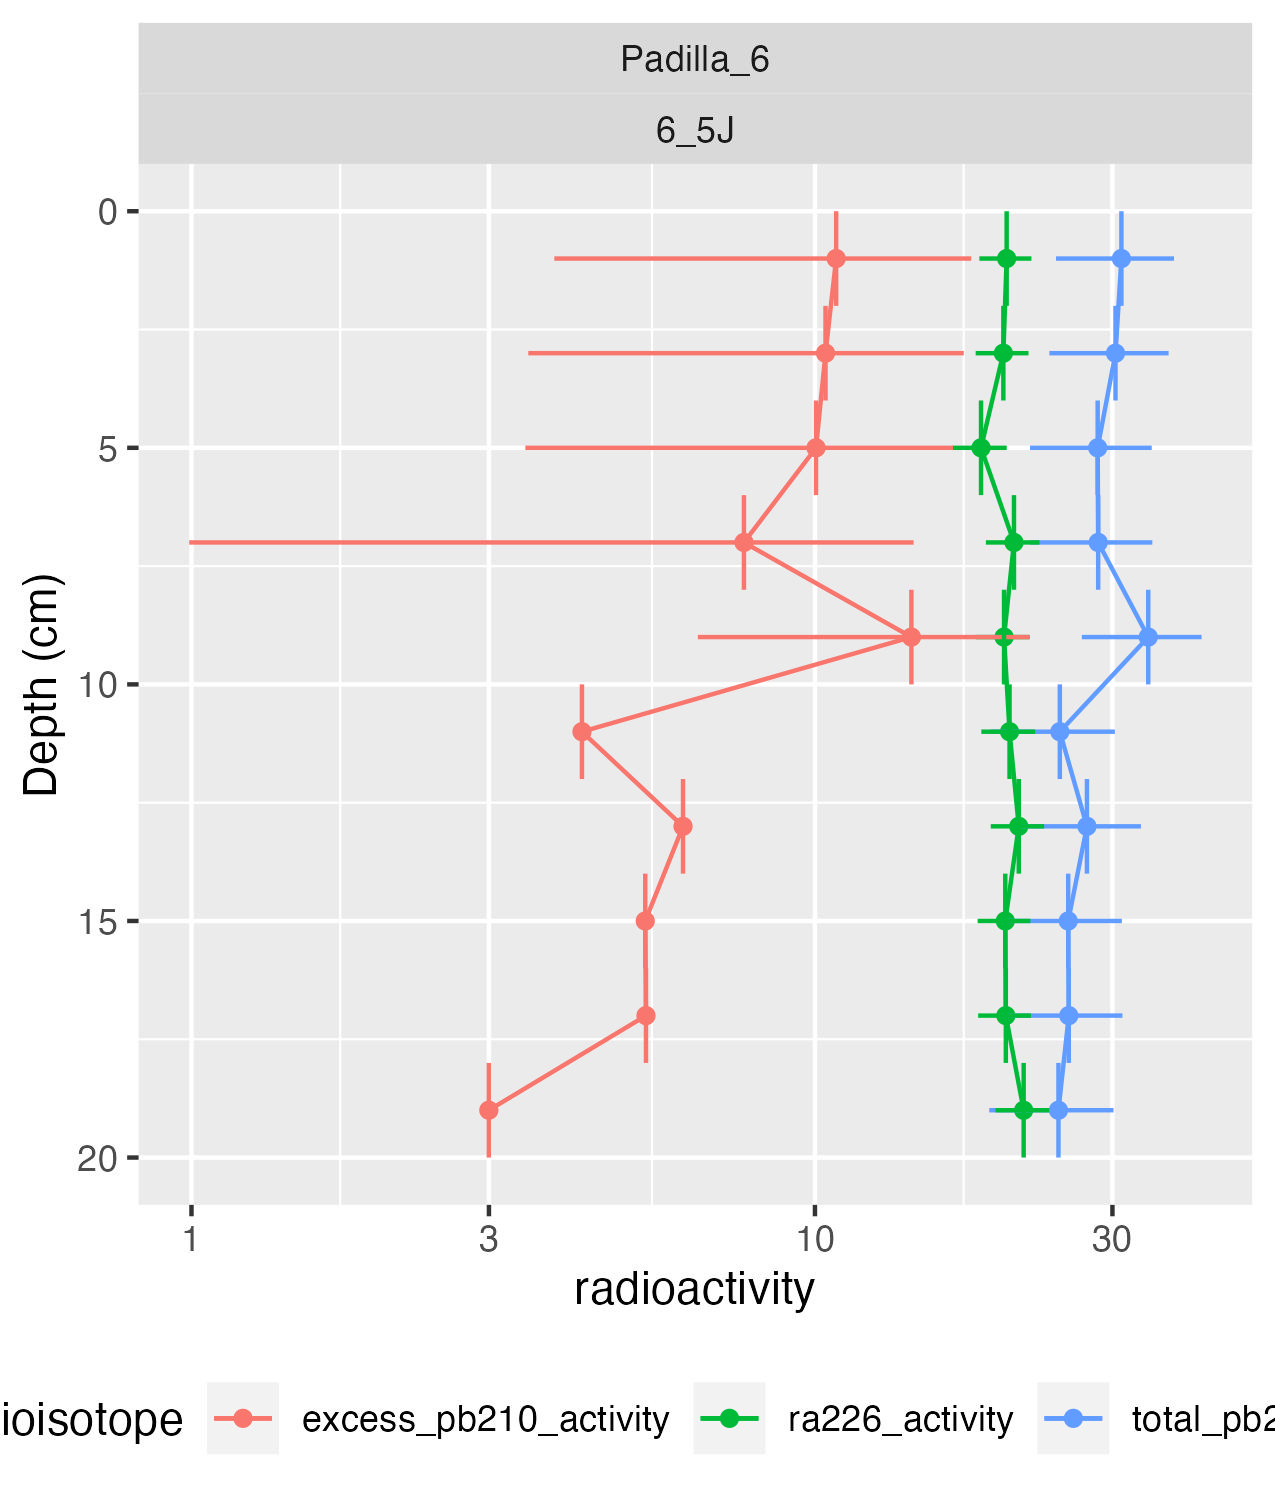 Padilla_6
6_5J
0
5
10
15
20
Depth (cm)
1 3 10 30
radioactivity
ioisotope excess_pb210_activity ra226_activity total_pb2